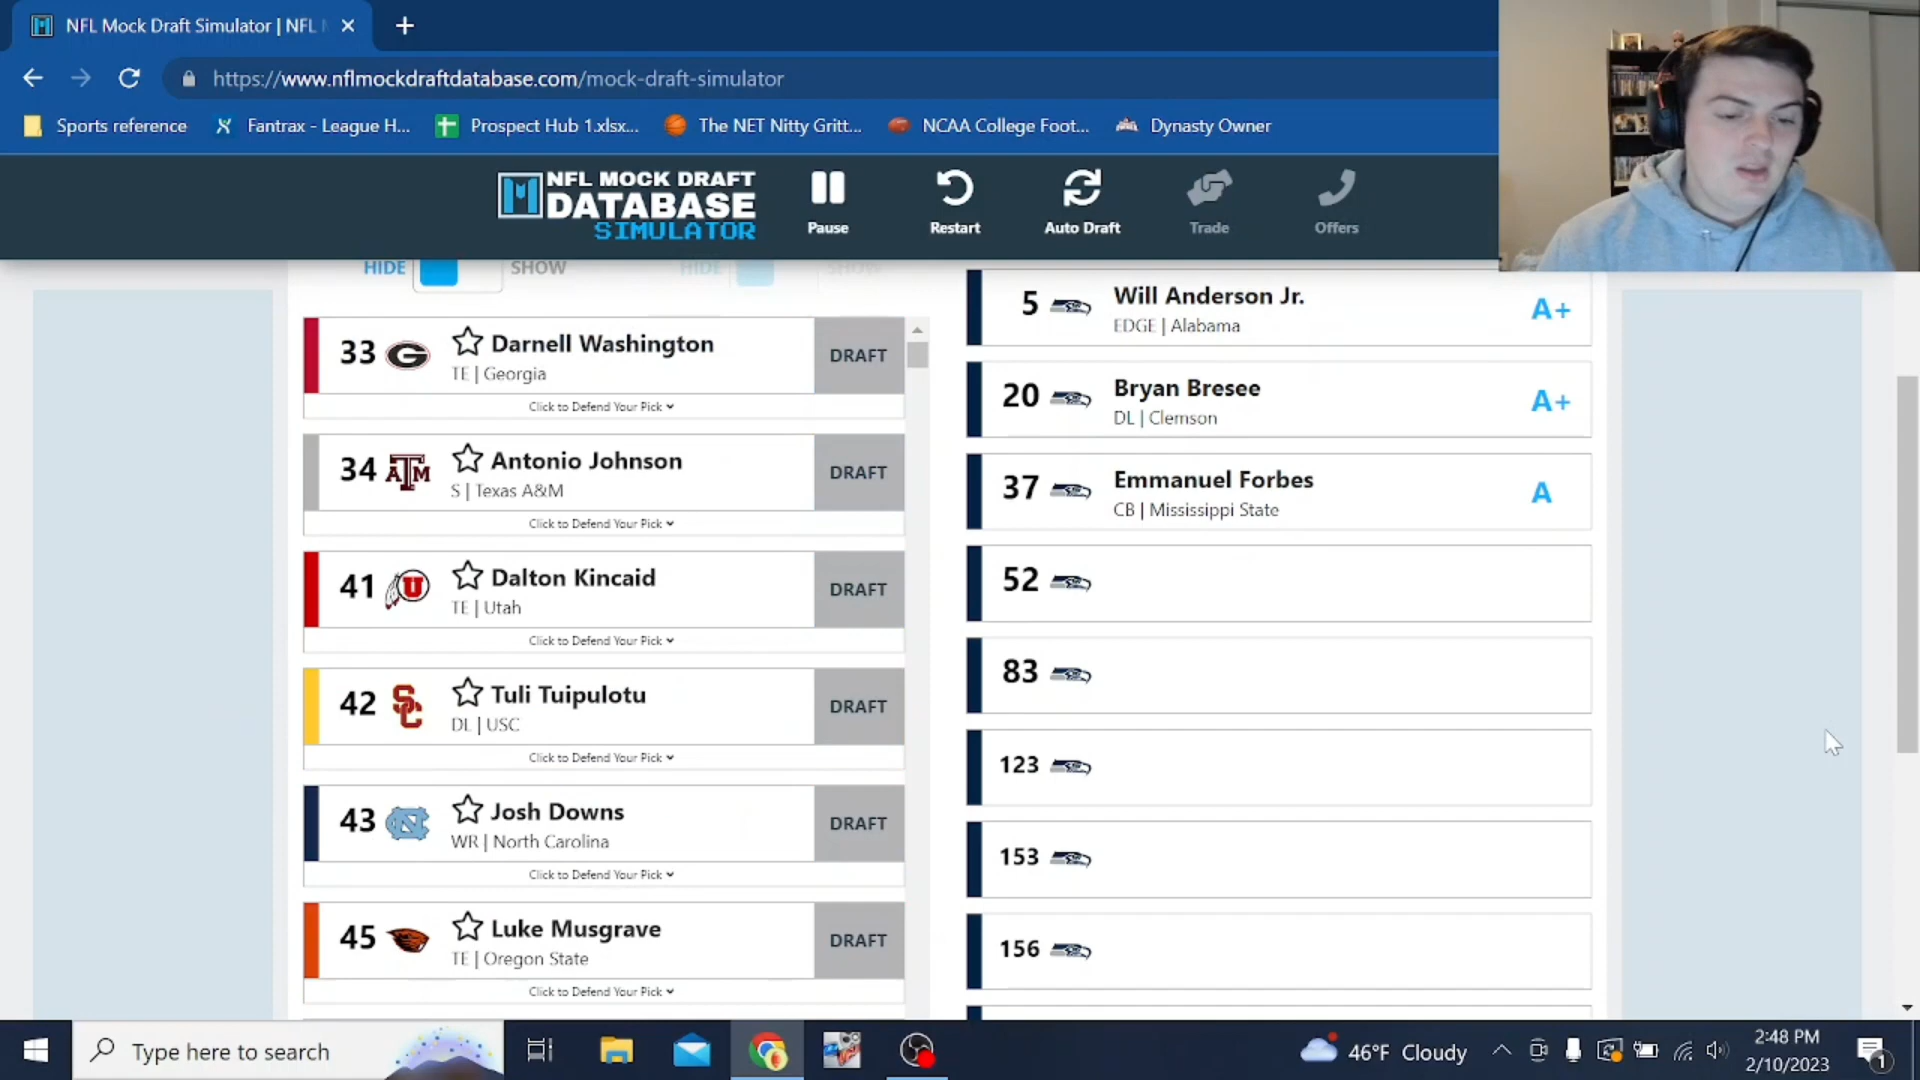 NFL Mock Draft Simulator | NFL
https://www.nflmockdraftdatabase.com/mock-draft-simulator
Sports reference
Fantrax - League H...
Prospect Hub 1.xlsx...
The NET Nitty Gritt...
NCAA College Foot...
Dynasty Owner
NFL MOCK DRAFT
DATABASE
SIMULATOR
Pause
Restart
Auto Draft
Trade
Offers
HIDE
SHOW
HIDE
SHOW
33
Darnell Washington
TE | Georgia
DRAFT
Click to Defend Your Pick
34
Antonio Johnson
S | Texas A&M
DRAFT
Click to Defend Your Pick
41
Dalton Kincaid
TE | Utah
DRAFT
Click to Defend Your Pick
42
Tuli Tuipulotu
DL | USC
DRAFT
Click to Defend Your Pick
43
Josh Downs
WR | North Carolina
DRAFT
Click to Defend Your Pick
45
Luke Musgrave
TE | Oregon State
DRAFT
Click to Defend Your Pick
5
Will Anderson Jr.
EDGE | Alabama
A+
20
Bryan Bresee
DL | Clemson
A+
37
Emmanuel Forbes
CB | Mississippi State
A
52
83
123
153
156
Type here to search
46°F Cloudy
2:48 PM
2/10/2023
1